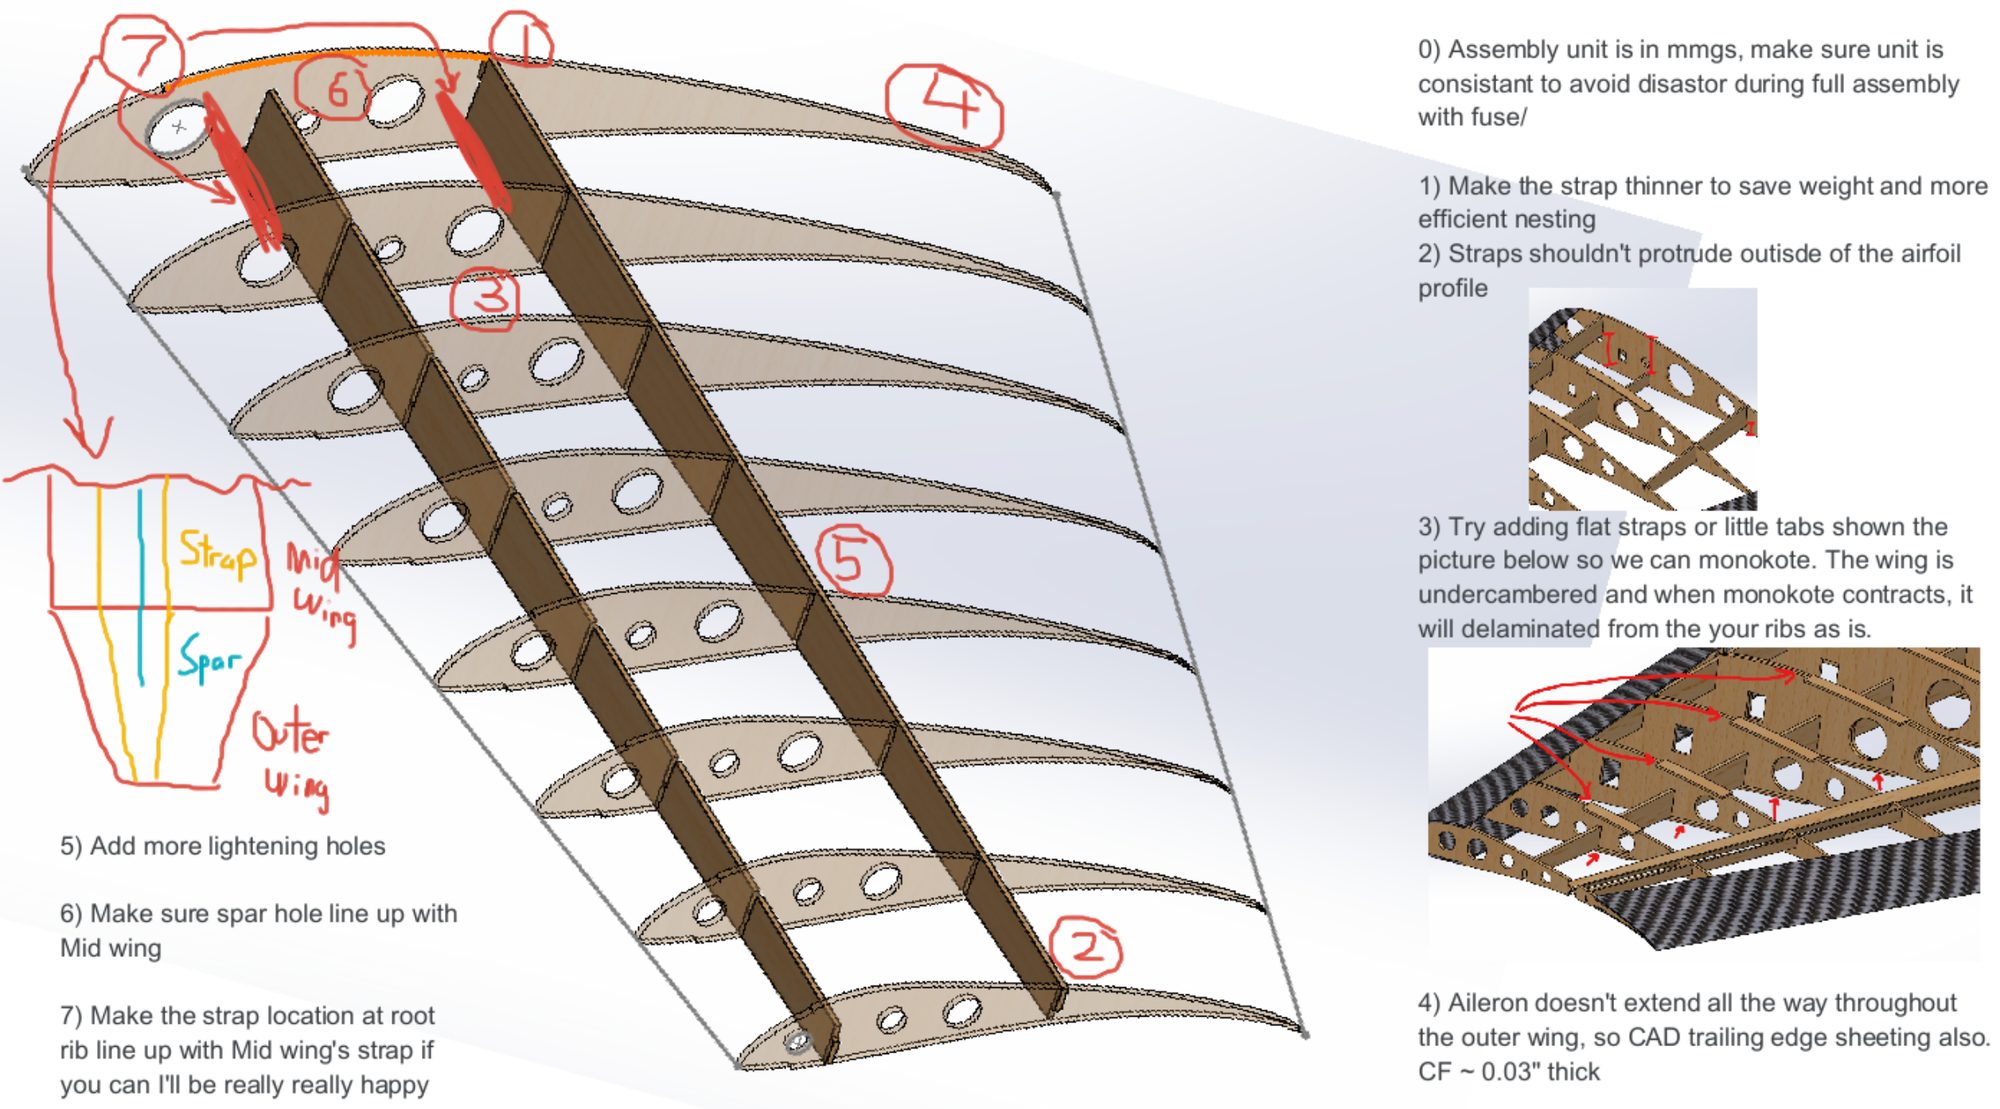 7
1
6
4
3
5
2
Strap
Mid
Wing
Spar
Outer
Wing
5) Add more lightening holes
6) Make sure spar hole line up with
Mid wing
7) Make the strap location at root
rib line up with Mid wing's strap if
you can I'll be really really happy
0) Assembly unit is in mmgs, make sure unit is
consistant to avoid disastor during full assembly
with fuse/
1) Make the strap thinner to save weight and more
efficient nesting
2) Straps shouldn't protrude outisde of the airfoil
profile
3) Try adding flat straps or little tabs shown the
picture below so we can monokote. The wing is
undercambered and when monokote contracts, it
will delaminated from the your ribs as is.
4) Aileron doesn't extend all the way throughout
the outer wing, so CAD trailing edge sheeting also.
CF ~ 0.03" thick